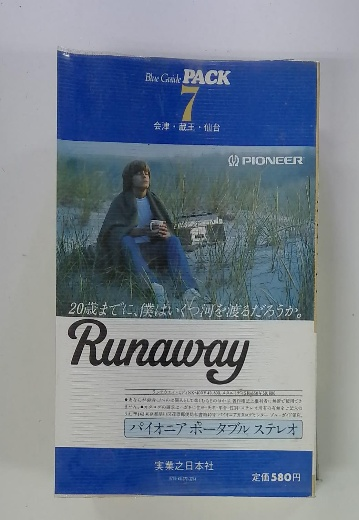 Blue Guide PACK
7
会津・蔵王・仙台
PIONEER
20歳までに、僕はいくつ河を渡るだろうか。
Runaway
パイオニア ポータブル ステレオ
実業之日本社
定価580円